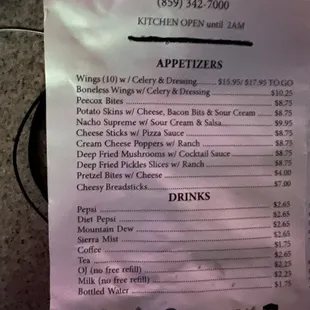 (859) 342-7000
KITCHEN OPEN until 2AM
APPETIZERS
Wings (10) w / Celery & Dressing........ $15.95/ $17.95 TO GO
Boneless Wings w/ Celery & Dressing $10.25
Peecox Bites $8.75
Potato Skins w/ Cheese, Bacon Bits & Sour Cream $8.75
Nacho Supreme w/ Sour Cream & Salsa $9.95
Cheese Sticks w/ Pizza Sauce $8.75
Cream Cheese Poppers w/ Ranch $8.75
Deep Fried Mushrooms w/ Cocktail Sauce $8.75
Deep Fried Pickles Slices w/ Ranch $8.75
Pretzel Bites w/ Cheese $4.00
Cheesy Breadsticks $7.00
DRINKS
Pepsi $2.65
Diet Pepsi $2.65
Mountain Dew $2.65
Sierra Mist $2.65
Coffee $1.75
Tea $2.65
OJ (no free refill) $2.25
Milk (no free refill) $2.25
Bottled Water $1.75